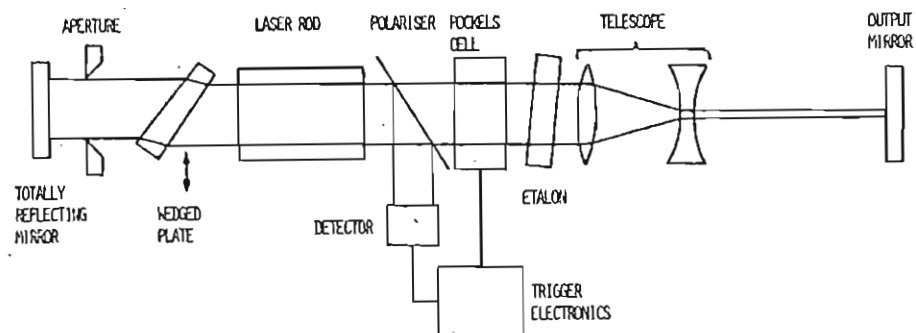 APERTURE
LASER ROD
POLARISER
POCKELS
CELL
TELESCOPE
OUTPUT
MIRROR
TOTALLY
REFLECTING
MIRROR
WEDGED
PLATE
DETECTOR
ETALON
TRIGGER
ELECTRONICS